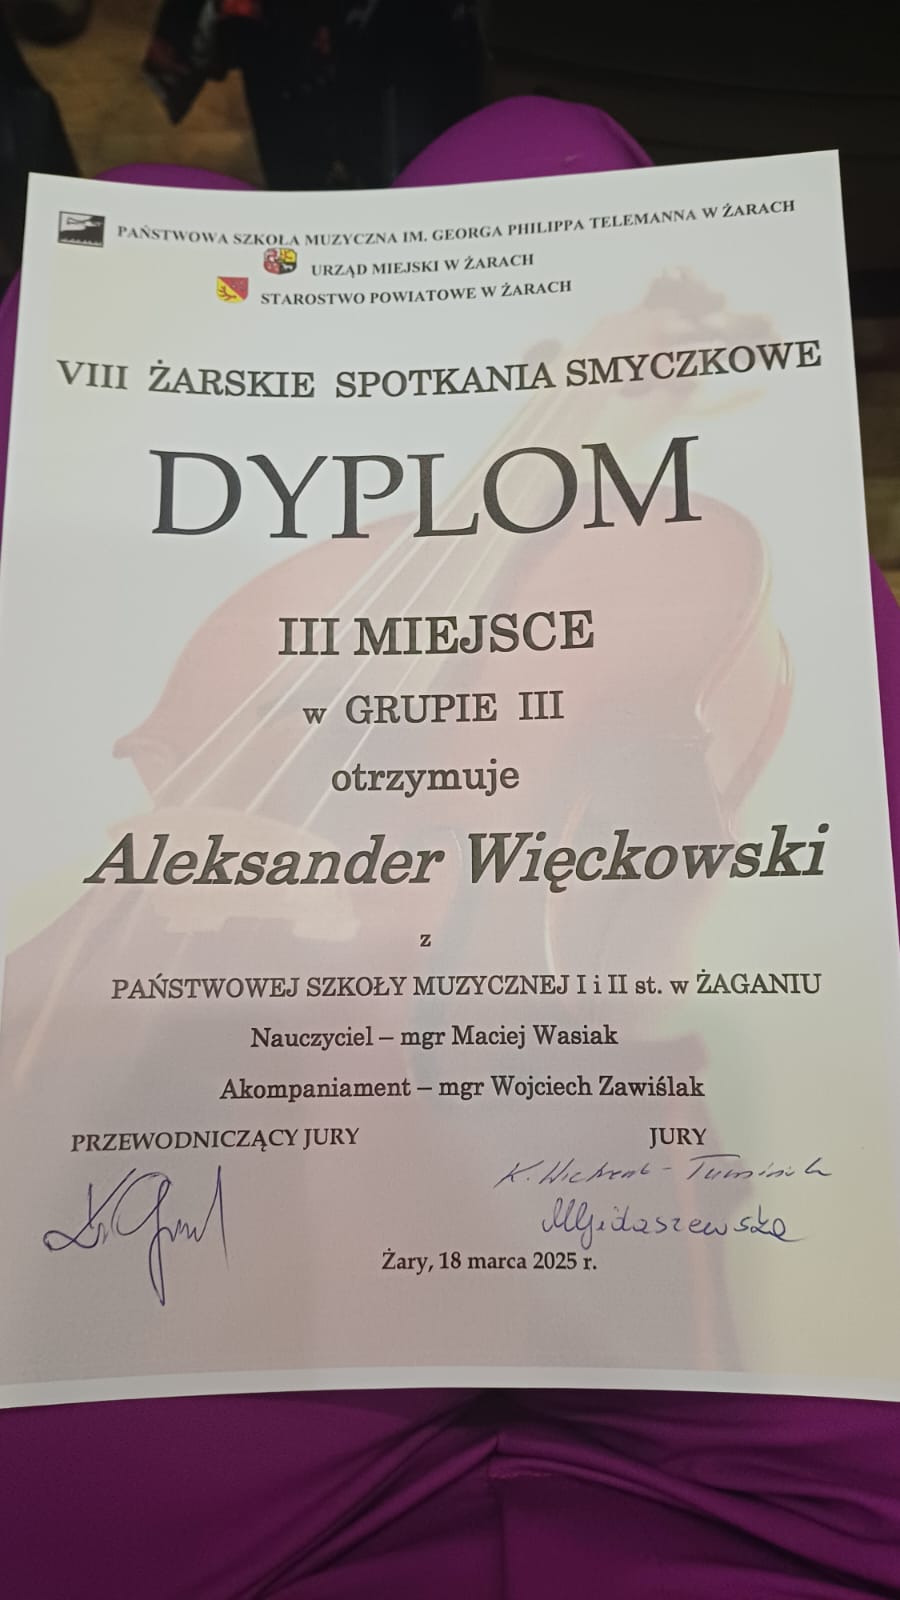 PAŃSTWOWA SZKOŁA MUZYCZNA IM. GEORGA PHILIPPA TELEMANNA W ŻARACH
URZĄD MIEJSKI W ŻARACH
STAROSTWO POWIATOWE W ŻARACH
VIII ŻARSKIE SPOTKANIA SMYCZKOWE
DYPLOM
III MIEJSCE
w GRUPIE III
otrzymuje
Aleksander Więckowski
z
PAŃSTWOWEJ SZKOŁY MUZYCZNEJ I i II st. w ŻAGANIU
Nauczyciel – mgr Maciej Wasiak
Akompaniament – mgr Wojciech Zawiślak
PRZEWODNICZĄCY JURY JURY
Żary, 18 marca 2025 r.